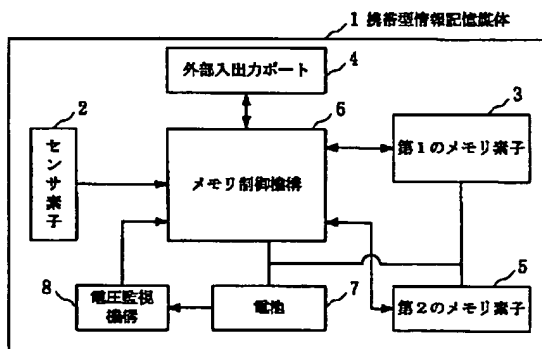 1 携帯型情報記憶媒体
4
外部入出力ポート
2
センサ素子
6
メモリ制御機構
3
第1のメモリ素子
5
第2のメモリ素子
8
電圧監視
機構
7
電池